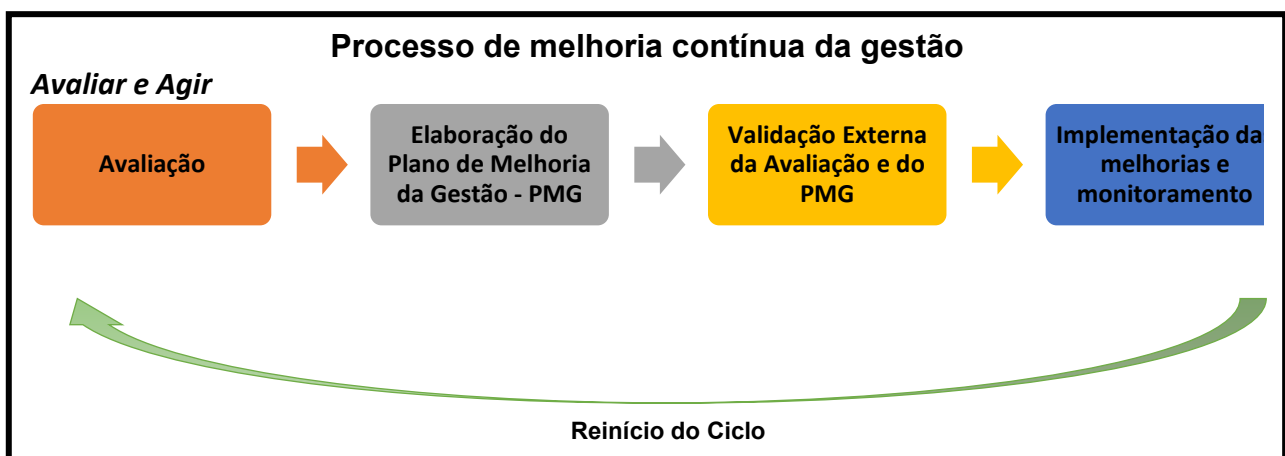 Processo de melhoria contínua da gestão
Avaliar e Agir
Avaliação
Elaboração do
Plano de Melhoria
da Gestão - PMG
Validação Externa
da Avaliação e do
PMG
Implementação da
melhorias e
monitoramento
Reinício do Ciclo